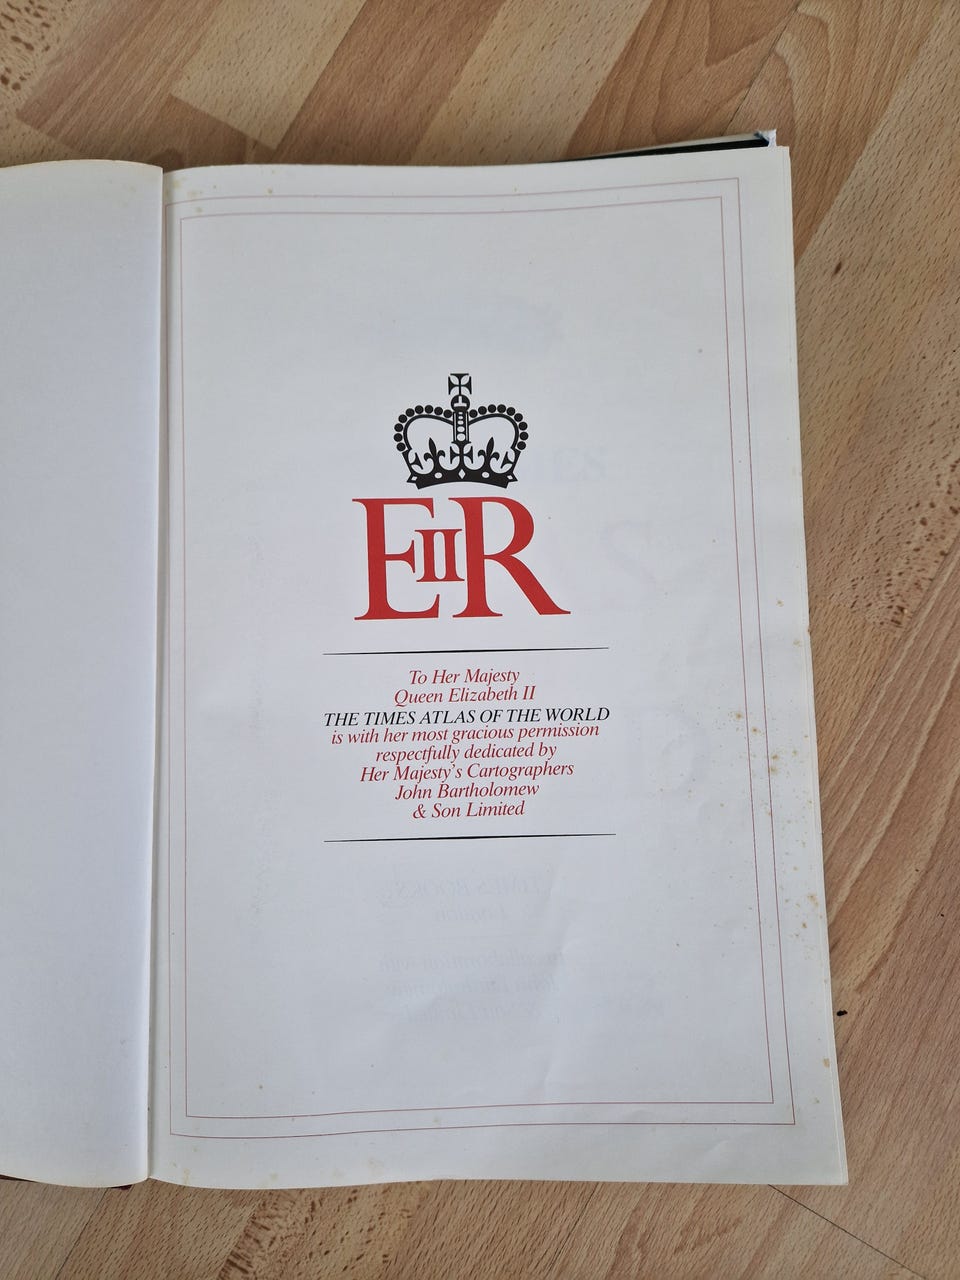 EIIR
To Her Majesty
Queen Elizabeth II
THE TIMES ATLAS OF THE WORLD
is with her most gracious permission
respectfully dedicated by
Her Majesty's Cartographers
John Bartholomew
& Son Limited